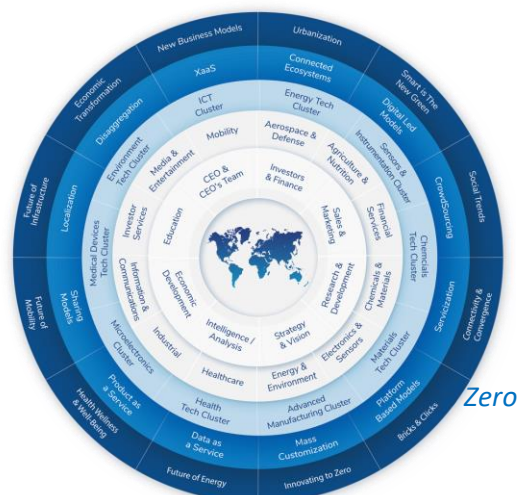 New Business Models
Urbanization
Smart is The
New Green
Social Trends
Connectivity &
Convergence
Bricks & Clicks
Innovating to Zero
Future of Energy
Health Wellness
& Well-Being
Future of
Mobility
Future of
Infrastructure
Economic
Transformation
XaaS
Connected
Ecosystems
Digital Led
Models
CrowdSourcing
Servicization
Platform
Based Models
Mass
Customization
Data as
a Service
Product as
a Service
Sharing
Models
Localization
Disaggregation
ICT
Cluster
Energy Tech
Cluster
Sensors &
Instrumentation Cluster
Chemcials
Tech Cluster
Materials
Tech Cluster
Advanced
Manufacturing Cluster
Health
Tech Cluster
Microelectronics
Cluster
Medical Devices
Tech Cluster
Environment
Tech Cluster
Mobility
Aerospace &
Defense
Agriculture &
Nutrition
Financial
Services
Chemicals &
Materials
Electronics &
Sensors
Energy &
Environment
Healthcare
Industrial
Information &
Communications
Investor
Services
Media &
Entertainment
CEO &
CEO's Team
Investors
& Finance
Sales &
Marketing
Research &
Development
Strategy
& Vision
Intelligence /
Analysis
Economic
Development
Education
Zero